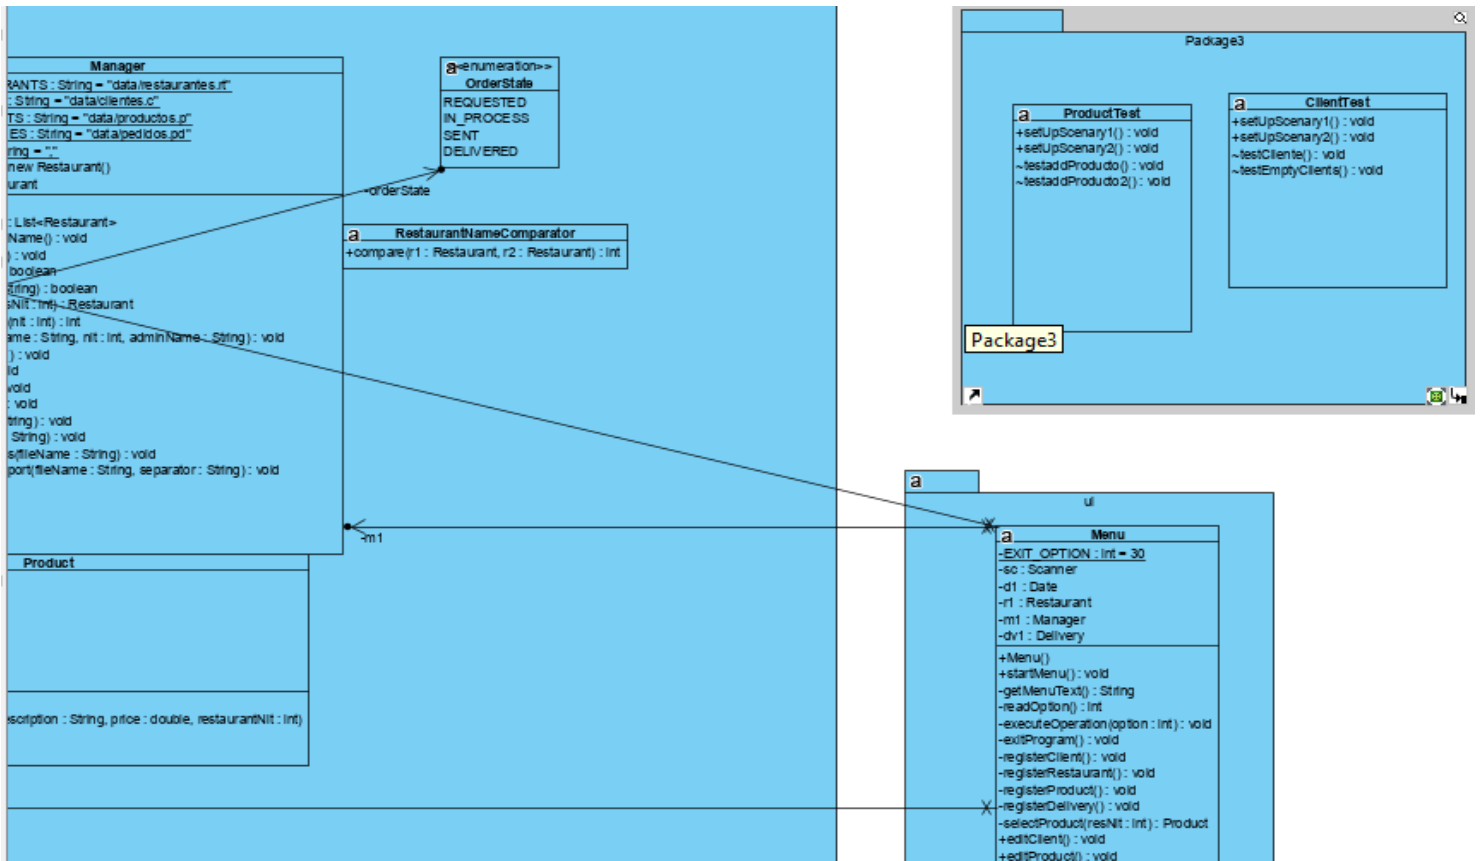 Manager
RANTS : String = "data/restaurantes.rt"
: String = "data/clientes.c"
TS : String = "data/productos.p"
ES : String = "data/pedidos.pd"
ring = ","
new Restaurant()
urant
: List<Restaurant>
Name() : void
) : void
boolean
tring) : boolean
sNit : int) : Restaurant
(nit : int) : int
ame : String, nit : int, adminName : String) : void
) : void
id
void
: void
tring) : void
String) : void
s(fileName : String) : void
port(fileName : String, separator : String) : void
a
<<enumeration>>
OrderState
REQUESTED
IN_PROCESS
SENT
DELIVERED
-orderState
a
RestaurantNameComparator
+compare(r1 : Restaurant, r2 : Restaurant) : int
-m1
Product
escription : String, price : double, restaurantNit : int)
Package3
a
ProductTest
+setUpScenary1() : void
+setUpScenary2() : void
~testaddProducto() : void
~testaddProducto2() : void
a
ClientTest
+setUpScenary1() : void
+setUpScenary2() : void
~testCliente() : void
~testEmptyClients() : void
Package3
a
ui
a
Menu
-EXIT_OPTION : int = 30
-sc : Scanner
-d1 : Date
-r1 : Restaurant
-m1 : Manager
-dv1 : Delivery
+Menu()
+startMenu() : void
-getMenuText() : String
-readOption() : int
-executeOperation(option : int) : void
-exitProgram() : void
-registerClient() : void
-registerRestaurant() : void
-registerProduct() : void
-registerDelivery() : void
-selectProduct(resNit : int) : Product
+editClient() : void
+editProduct() : void